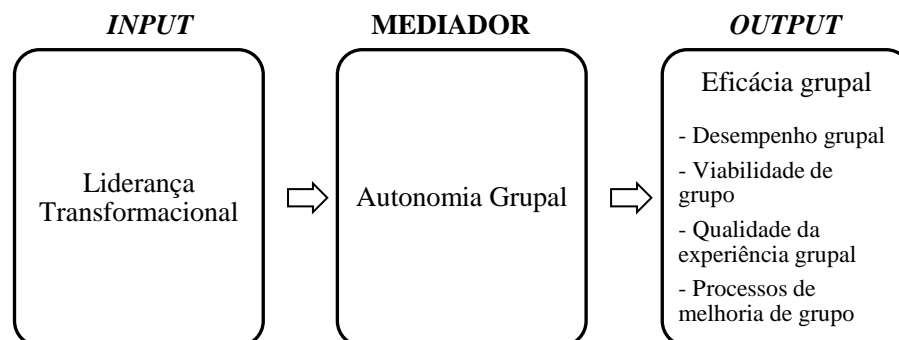 INPUT
MEDIADOR
OUTPUT
Liderança
Transformacional
Autonomia Grupal
Eficácia grupal
- Desempenho grupal
- Viabilidade de
grupo
- Qualidade da
experiência grupal
- Processos de
melhoria de grupo